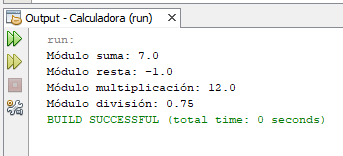 Output - Calculadora (run)
run:
Módulo suma: 7.0
Módulo resta: -1.0
Módulo multiplicación: 12.0
Módulo división: 0.75
BUILD SUCCESSFUL (total time: 0 seconds)